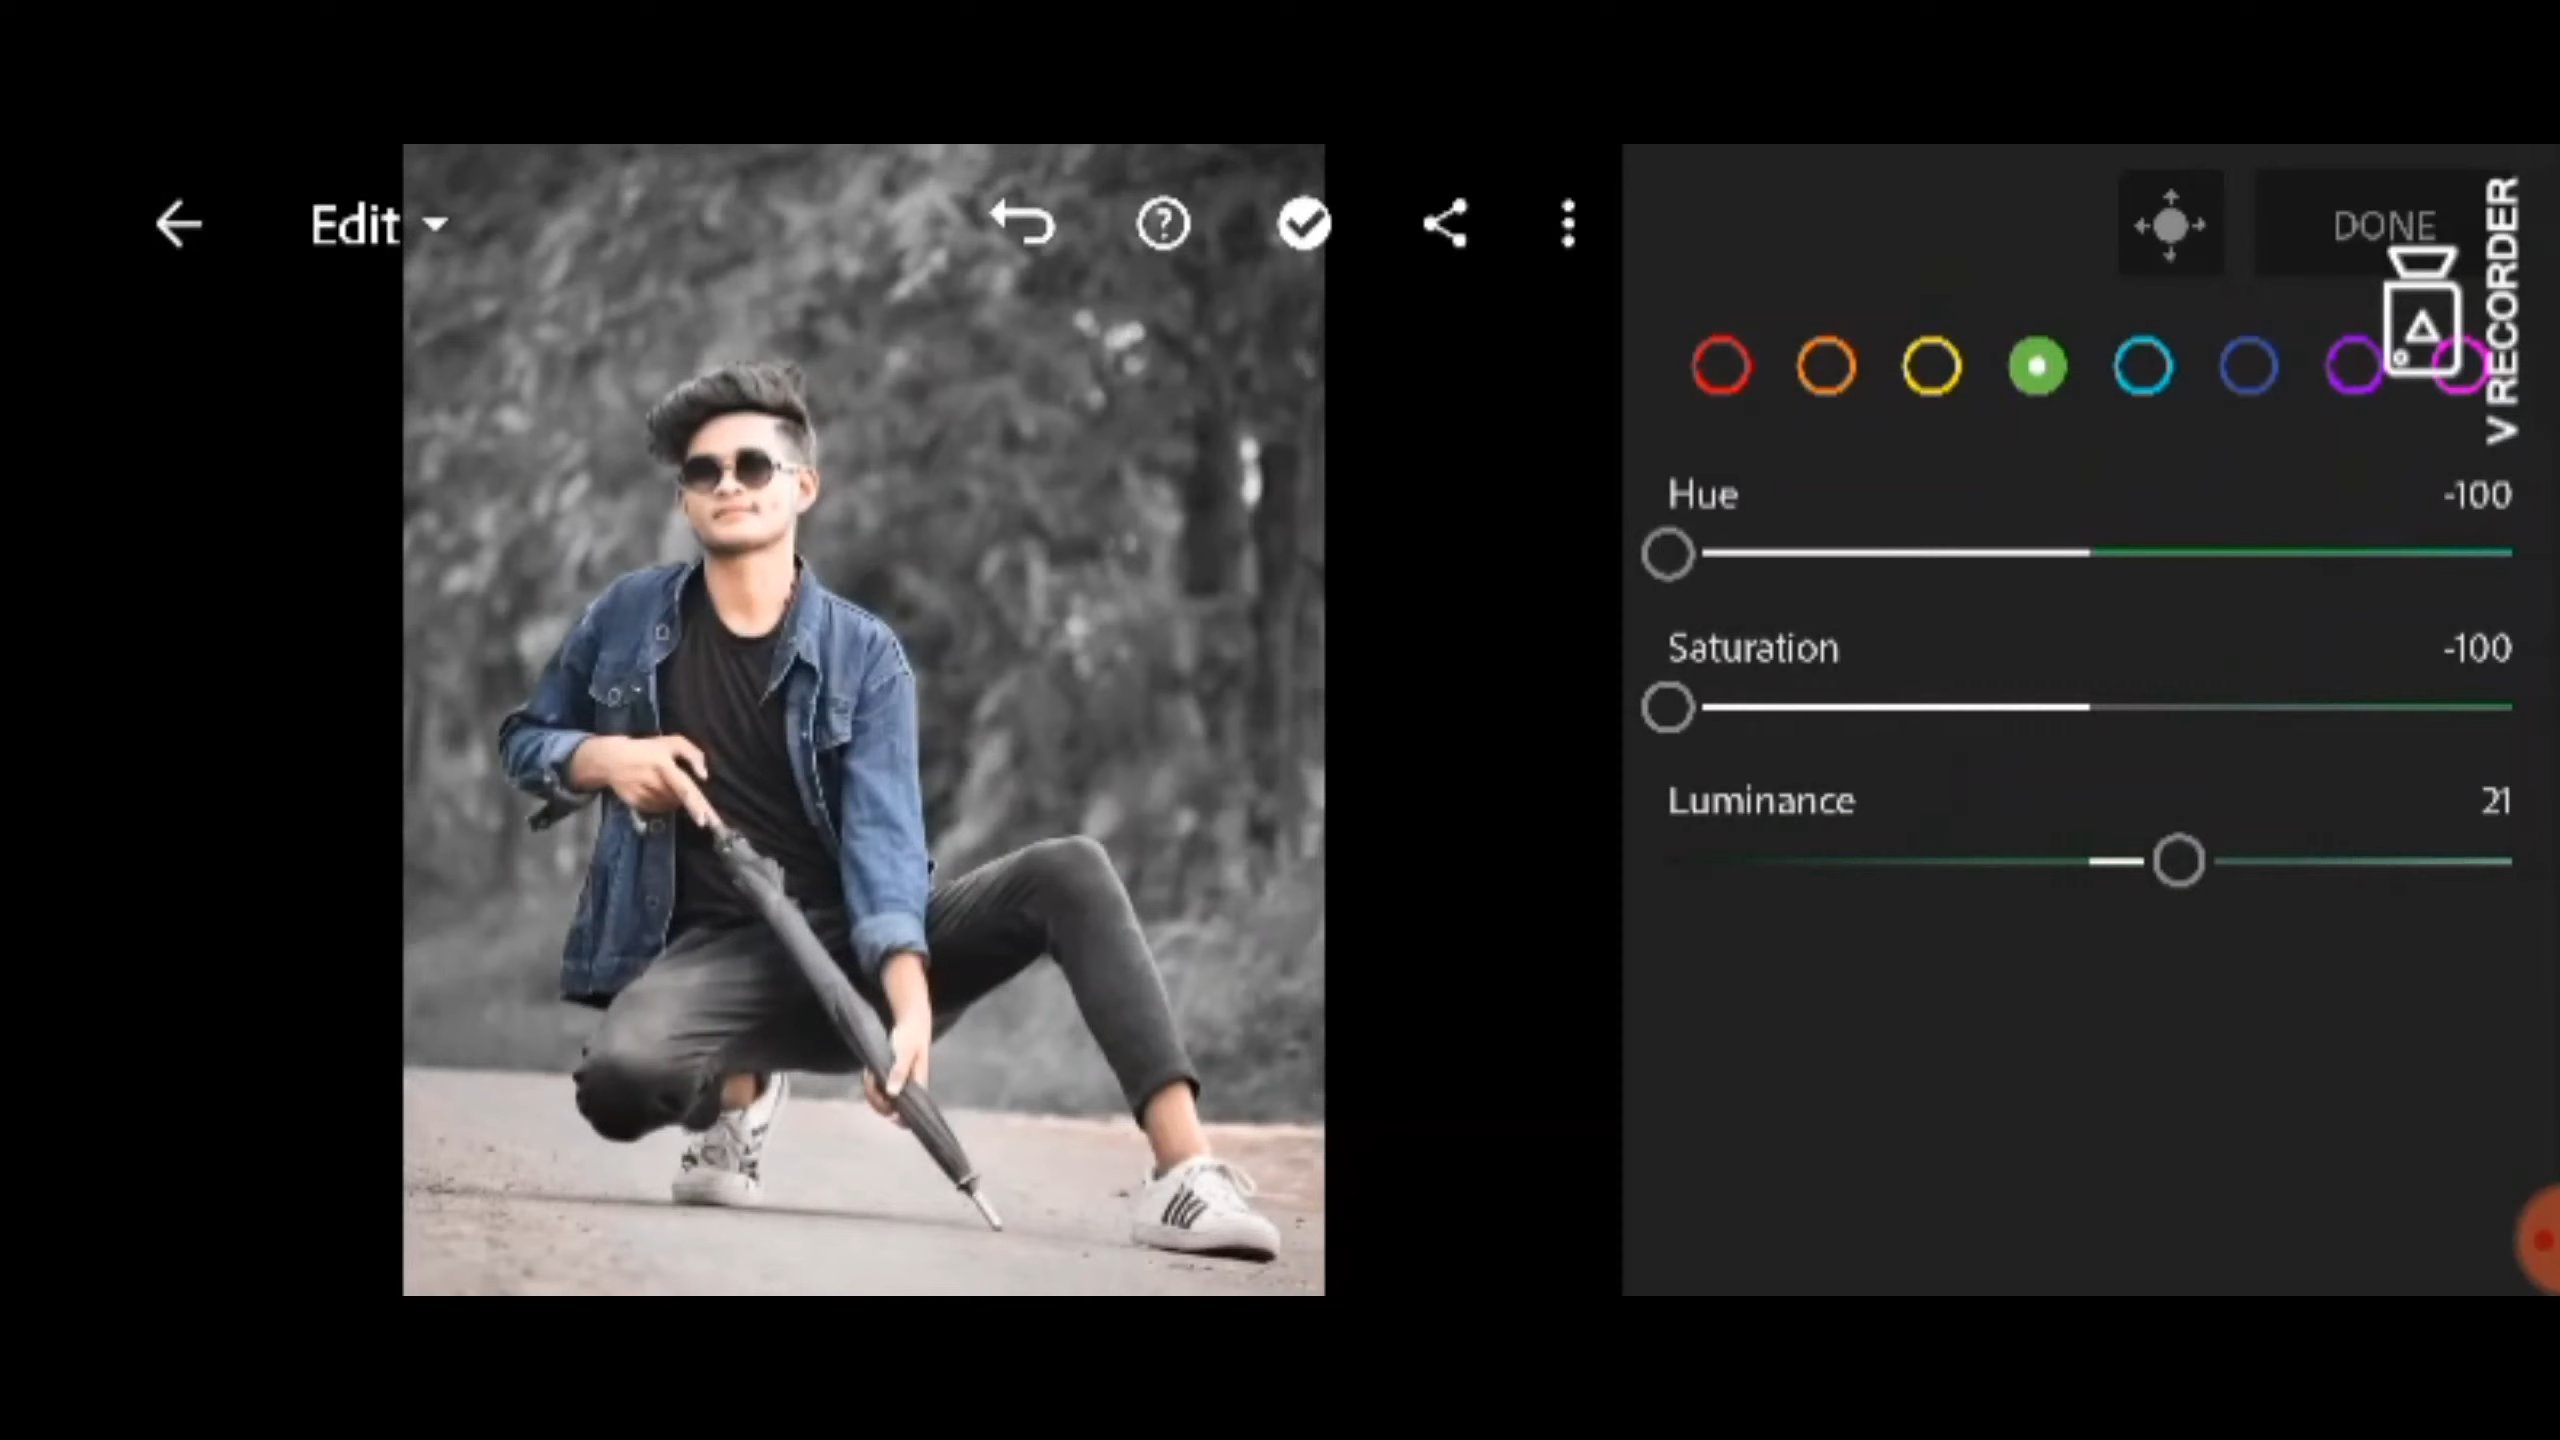 Edit
DONE
V RECORDER
Hue -100
Saturation -100
Luminance 21